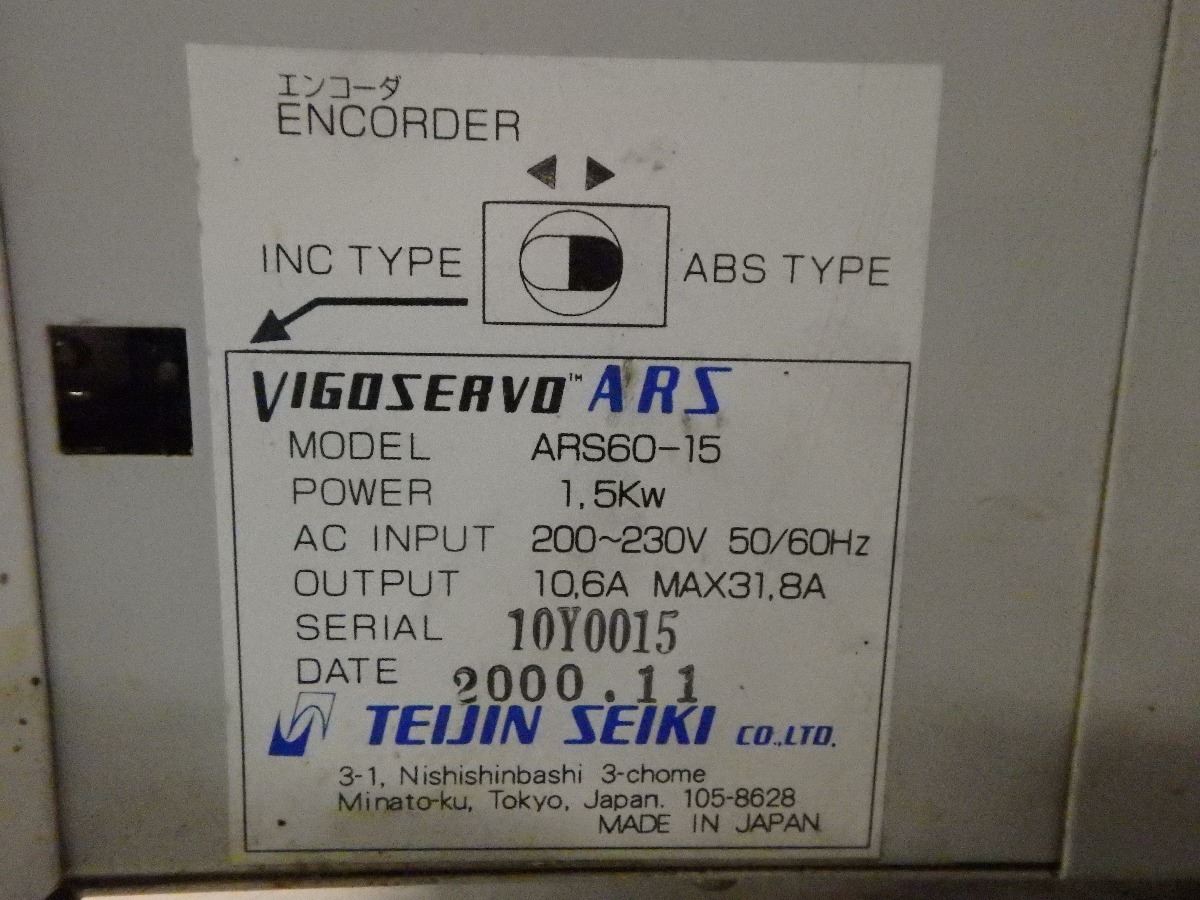 エンコーダ
ENCORDER
INC TYPE ABS TYPE
VIGOSERVO™ ARS
MODEL ARS60-15
POWER 1.5Kw
AC INPUT 200~230V 50/60Hz
OUTPUT 10.6A MAX31.8A
SERIAL 10Y0015
DATE 2000.11
TEIJIN SEIKI CO.,LTD.
3-1, Nishishinbashi 3-chome
Minato-ku, Tokyo, Japan. 105-8628
MADE IN JAPAN